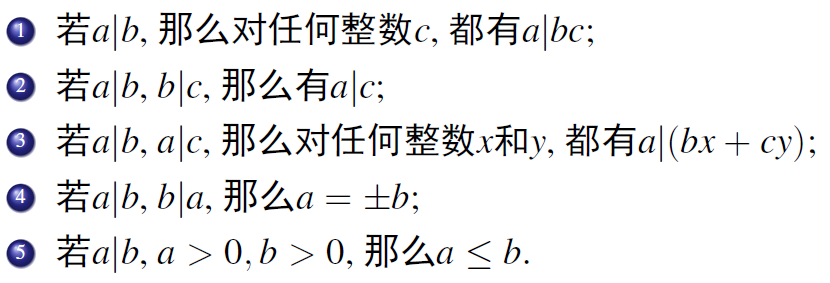 1 若a|b, 那么对任何整数c, 都有a|bc;
2 若a|b, b|c, 那么有a|c;
3 若a|b, a|c, 那么对任何整数x和y, 都有a|(bx + cy);
4 若a|b, b|a, 那么a = ±b;
5 若a|b, a > 0, b > 0, 那么a ≤ b.